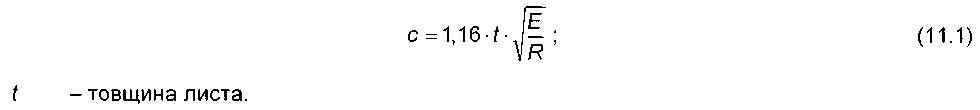 c = 1,16 · t · √(E/R) ; (11.1)
t – товщина листа.